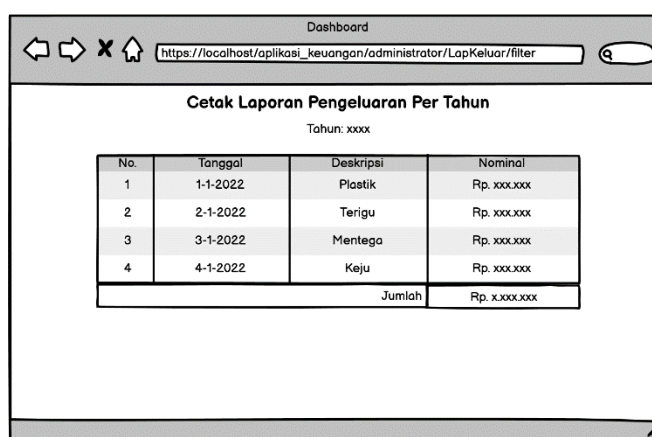 Dashboard
https://localhost/aplikasi_keuangan/administrator/LapKeluar/filter
Cetak Laporan Pengeluaran Per Tahun
Tahun: xxxx
No. Tanggal Deskripsi Nominal
1 1-1-2022 Plastik Rp. xxx.xxx
2 2-1-2022 Terigu Rp. xxx.xxx
3 3-1-2022 Mentega Rp. xxx.xxx
4 4-1-2022 Keju Rp. xxx.xxx
Jumlah Rp. x.xxx.xxx